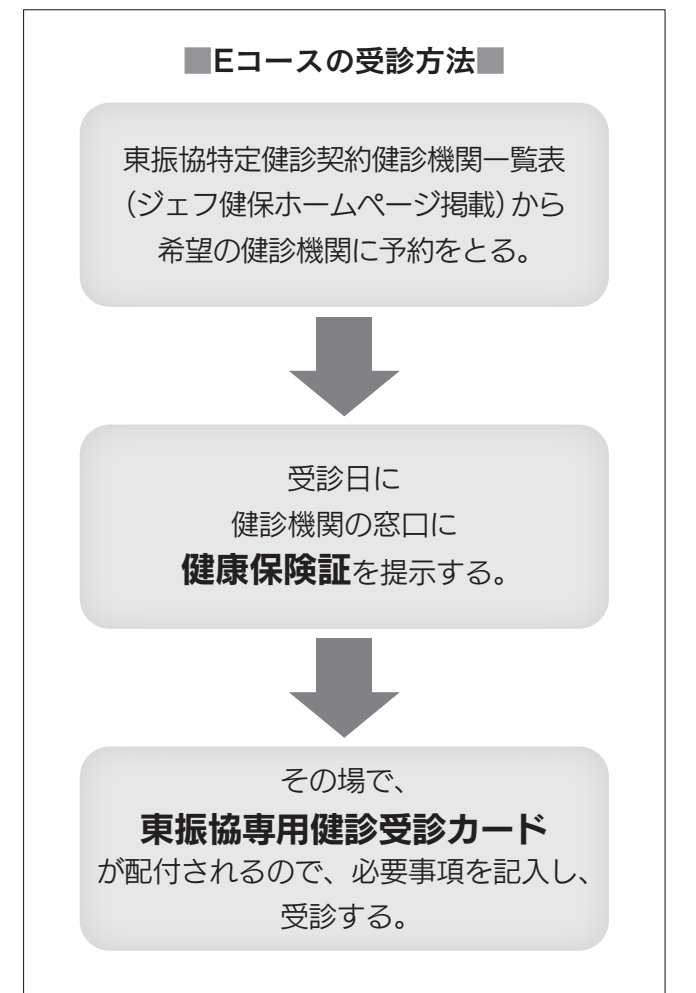 ■Eコースの受診方法■
東振協特定健診契約健診機関一覧表
（ジェフ健保ホームページ掲載）から
希望の健診機関に予約をとる。
受診日に
健診機関の窓口に
健康保険証を提示する。
その場で、
東振協専用健診受診カード
が配付されるので、必要事項を記入し、
受診する。